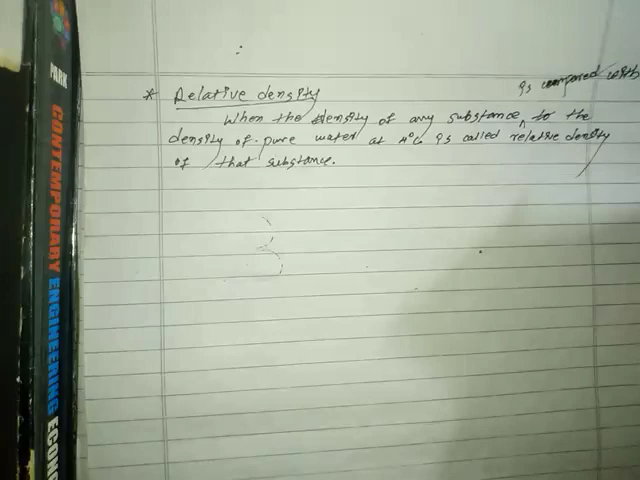 PARK
CONTEMPORARY ENGINEERING ECONO
is compared with
* Relative density
When the density of any substance ^ to the
density of pure water at 4°C is called relative density
of that substance.